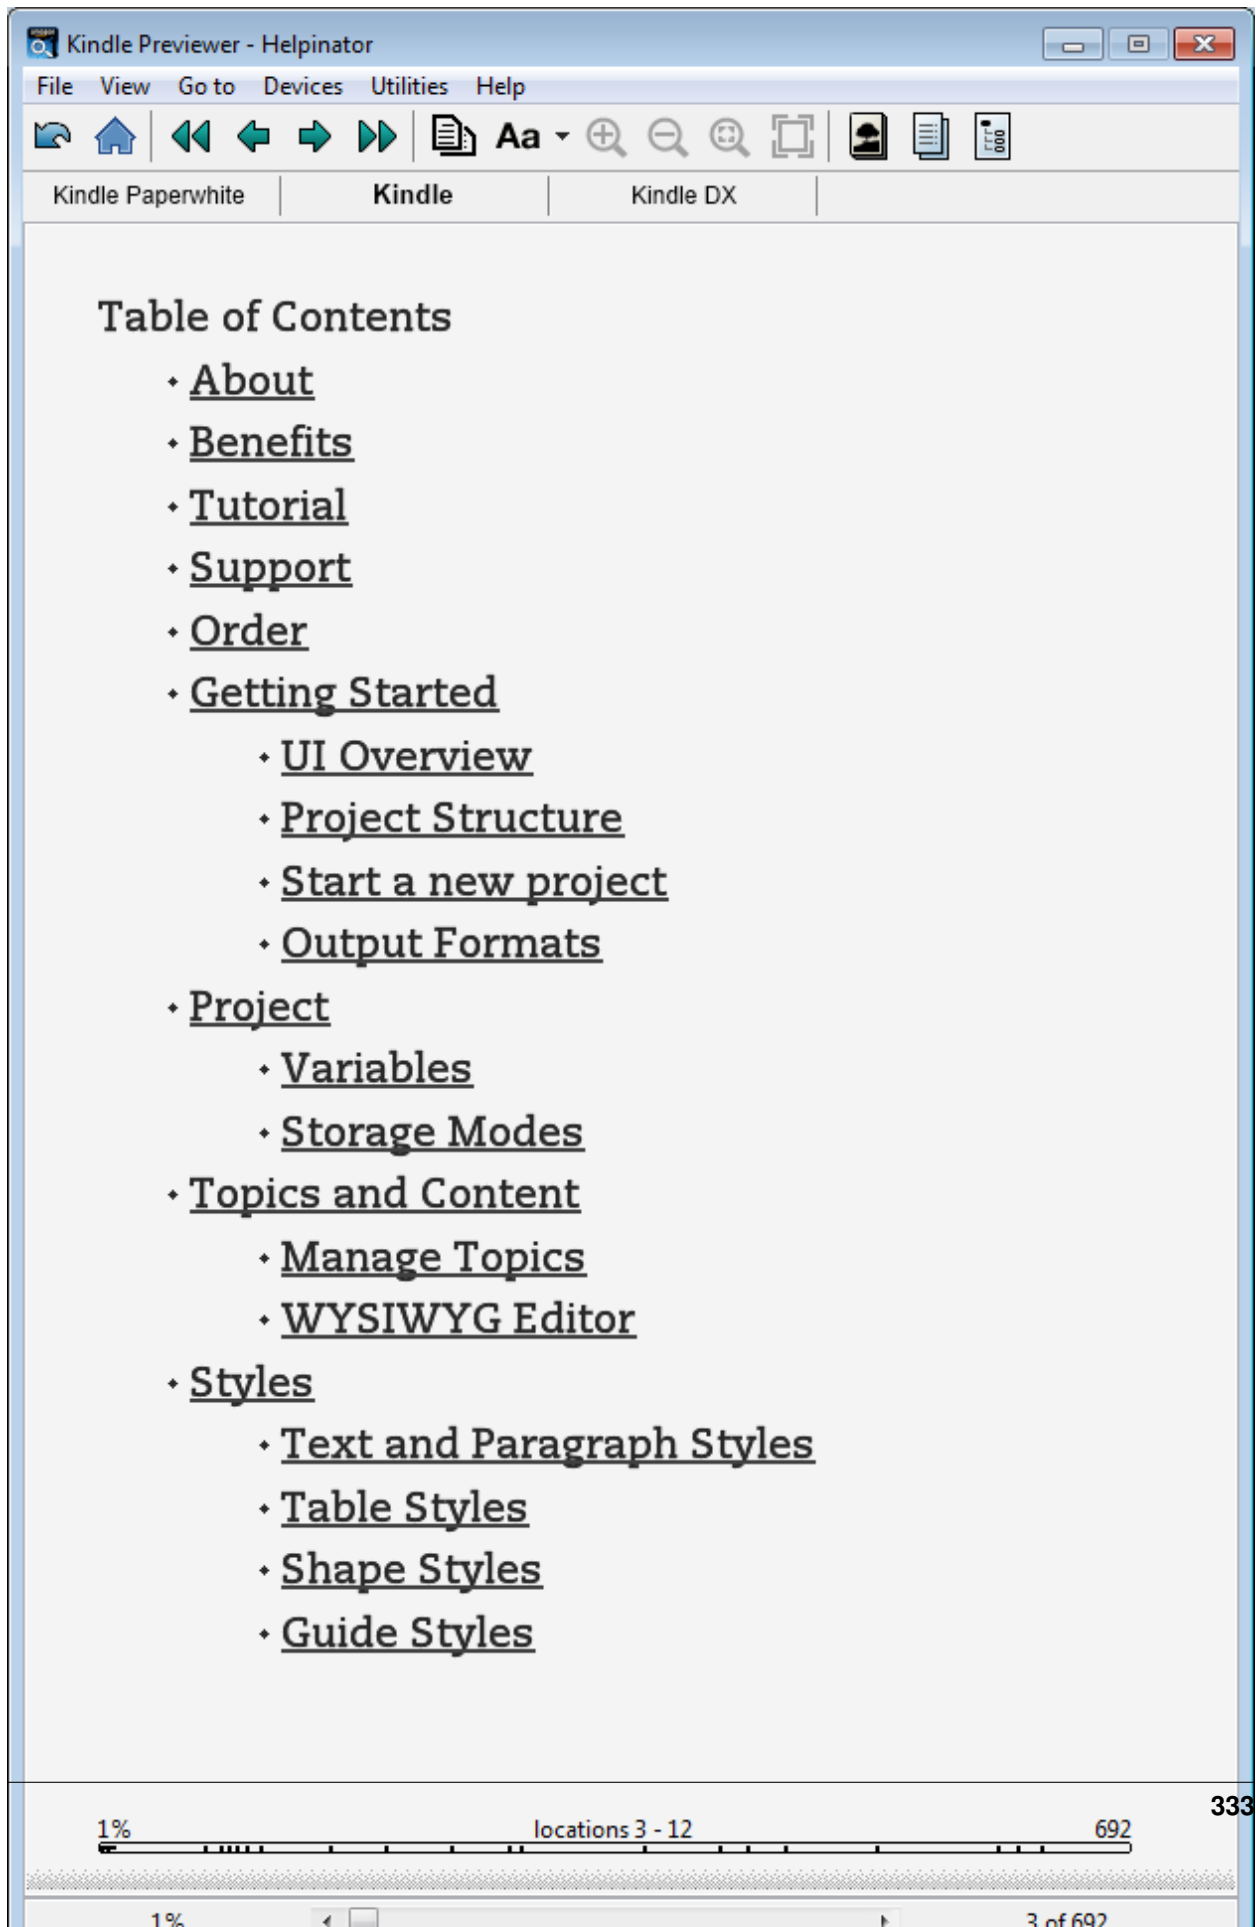 Kindle Previewer - Helpinator
File View Go to Devices Utilities Help
Aa
Kindle Paperwhite Kindle Kindle DX
Table of Contents
About
Benefits
Tutorial
Support
Order
Getting Started
UI Overview
Project Structure
Start a new project
Output Formats
Project
Variables
Storage Modes
Topics and Content
Manage Topics
WYSIWYG Editor
Styles
Text and Paragraph Styles
Table Styles
Shape Styles
Guide Styles
333
1% locations 3 - 12 692
1% 3 of 692